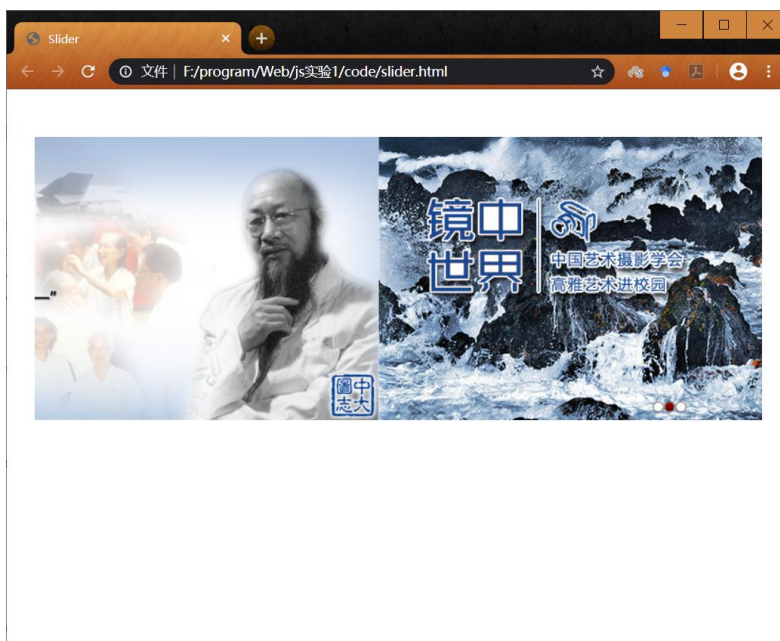 Slider
文件 | F:/program/Web/js实验1/code/slider.html
—”
镜中
世界
中国艺术摄影学会
高雅艺术进校园
圖中
志大